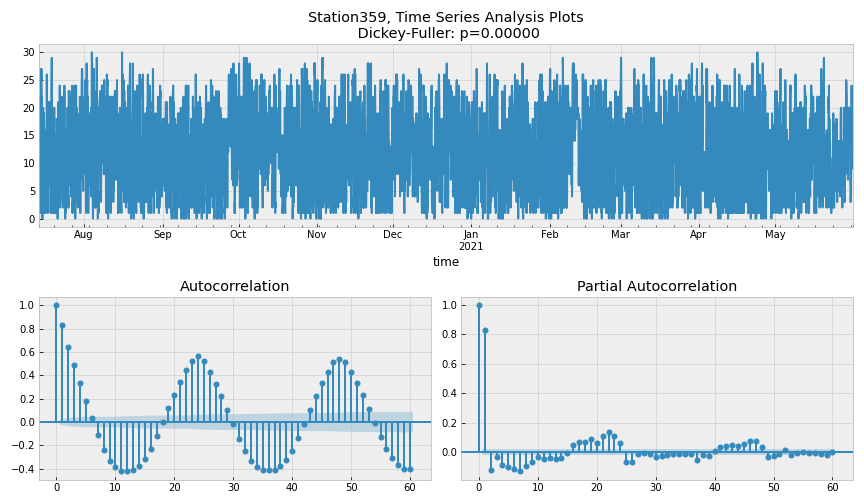 Station359, Time Series Analysis Plots
Dickey-Fuller: p=0.00000
30
25
20
15
10
5
0
Aug Sep Oct Nov Dec Jan Feb Mar Apr May
2021
time
Autocorrelation
1.0
0.8
0.6
0.4
0.2
0.0
−0.2
−0.4
0 10 20 30 40 50 60
Partial Autocorrelation
1.0
0.8
0.6
0.4
0.2
0.0
0 10 20 30 40 50 60